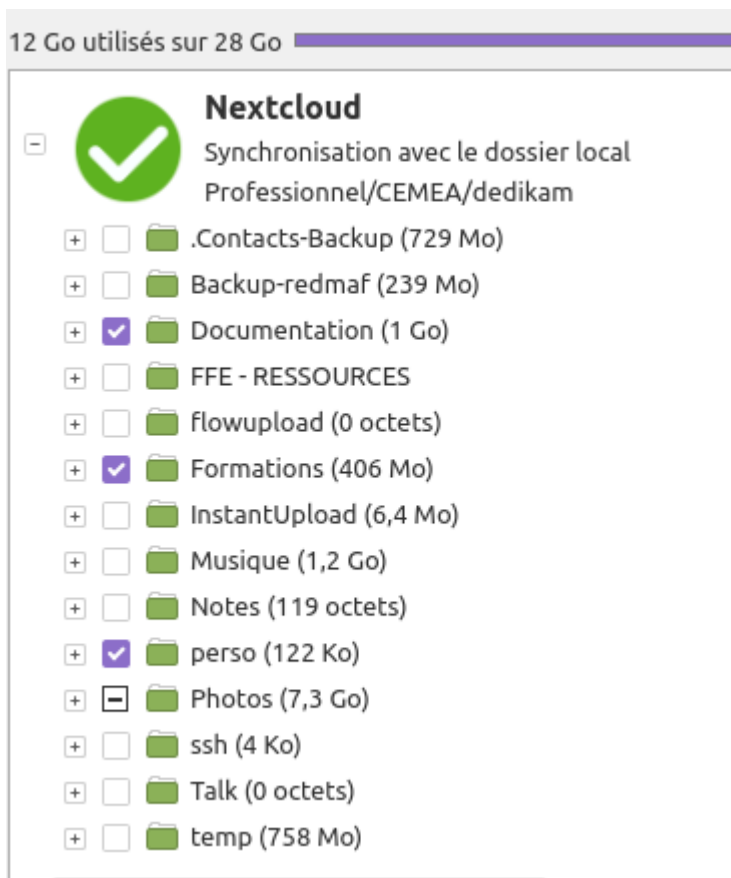 12 Go utilisés sur 28 Go
Nextcloud
Synchronisation avec le dossier local
Professionnel/CEMEA/dedikam
.Contacts-Backup (729 Mo)
Backup-redmaf (239 Mo)
Documentation (1 Go)
FFE - RESSOURCES
flowupload (0 octets)
Formations (406 Mo)
InstantUpload (6,4 Mo)
Musique (1,2 Go)
Notes (119 octets)
perso (122 Ko)
Photos (7,3 Go)
ssh (4 Ko)
Talk (0 octets)
temp (758 Mo)